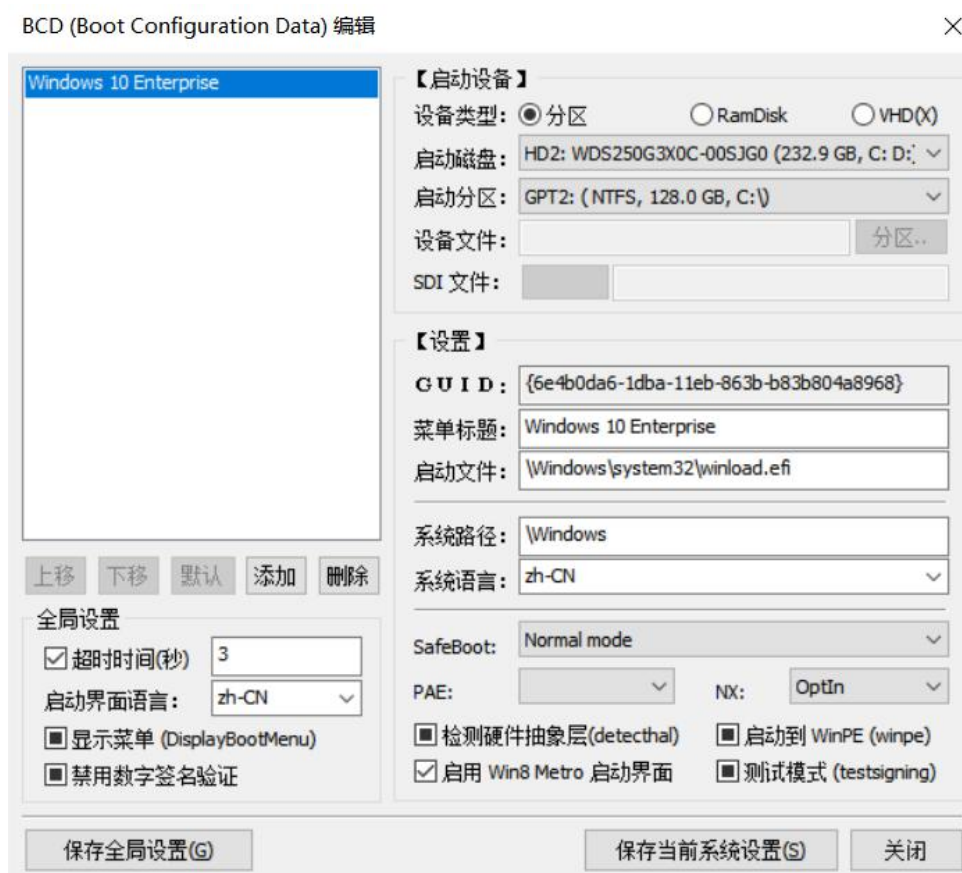 BCD (Boot Configuration Data) 编辑
Windows 10 Enterprise
上移 下移 默认 添加 删除
全局设置
超时时间(秒) 3
启动界面语言: zh-CN
显示菜单 (DisplayBootMenu)
禁用数字签名验证
【启动设备】
设备类型: 分区 RamDisk VHD(X)
启动磁盘: HD2: WDS250G3X0C-00SJG0 (232.9 GB, C: D:
启动分区: GPT2: ( NTFS, 128.0 GB, C:\)
设备文件: 分区..
SDI 文件:
【设置】
GUID: {6e4b0da6-1dba-11eb-863b-b83b804a8968}
菜单标题: Windows 10 Enterprise
启动文件: \Windows\system32\winload.efi
系统路径: \Windows
系统语言: zh-CN
SafeBoot: Normal mode
PAE: NX: OptIn
检测硬件抽象层(detecthal) 启动到 WinPE (winpe)
启用 Win8 Metro 启动界面 测试模式 (testsigning)
保存全局设置(G) 保存当前系统设置(S) 关闭